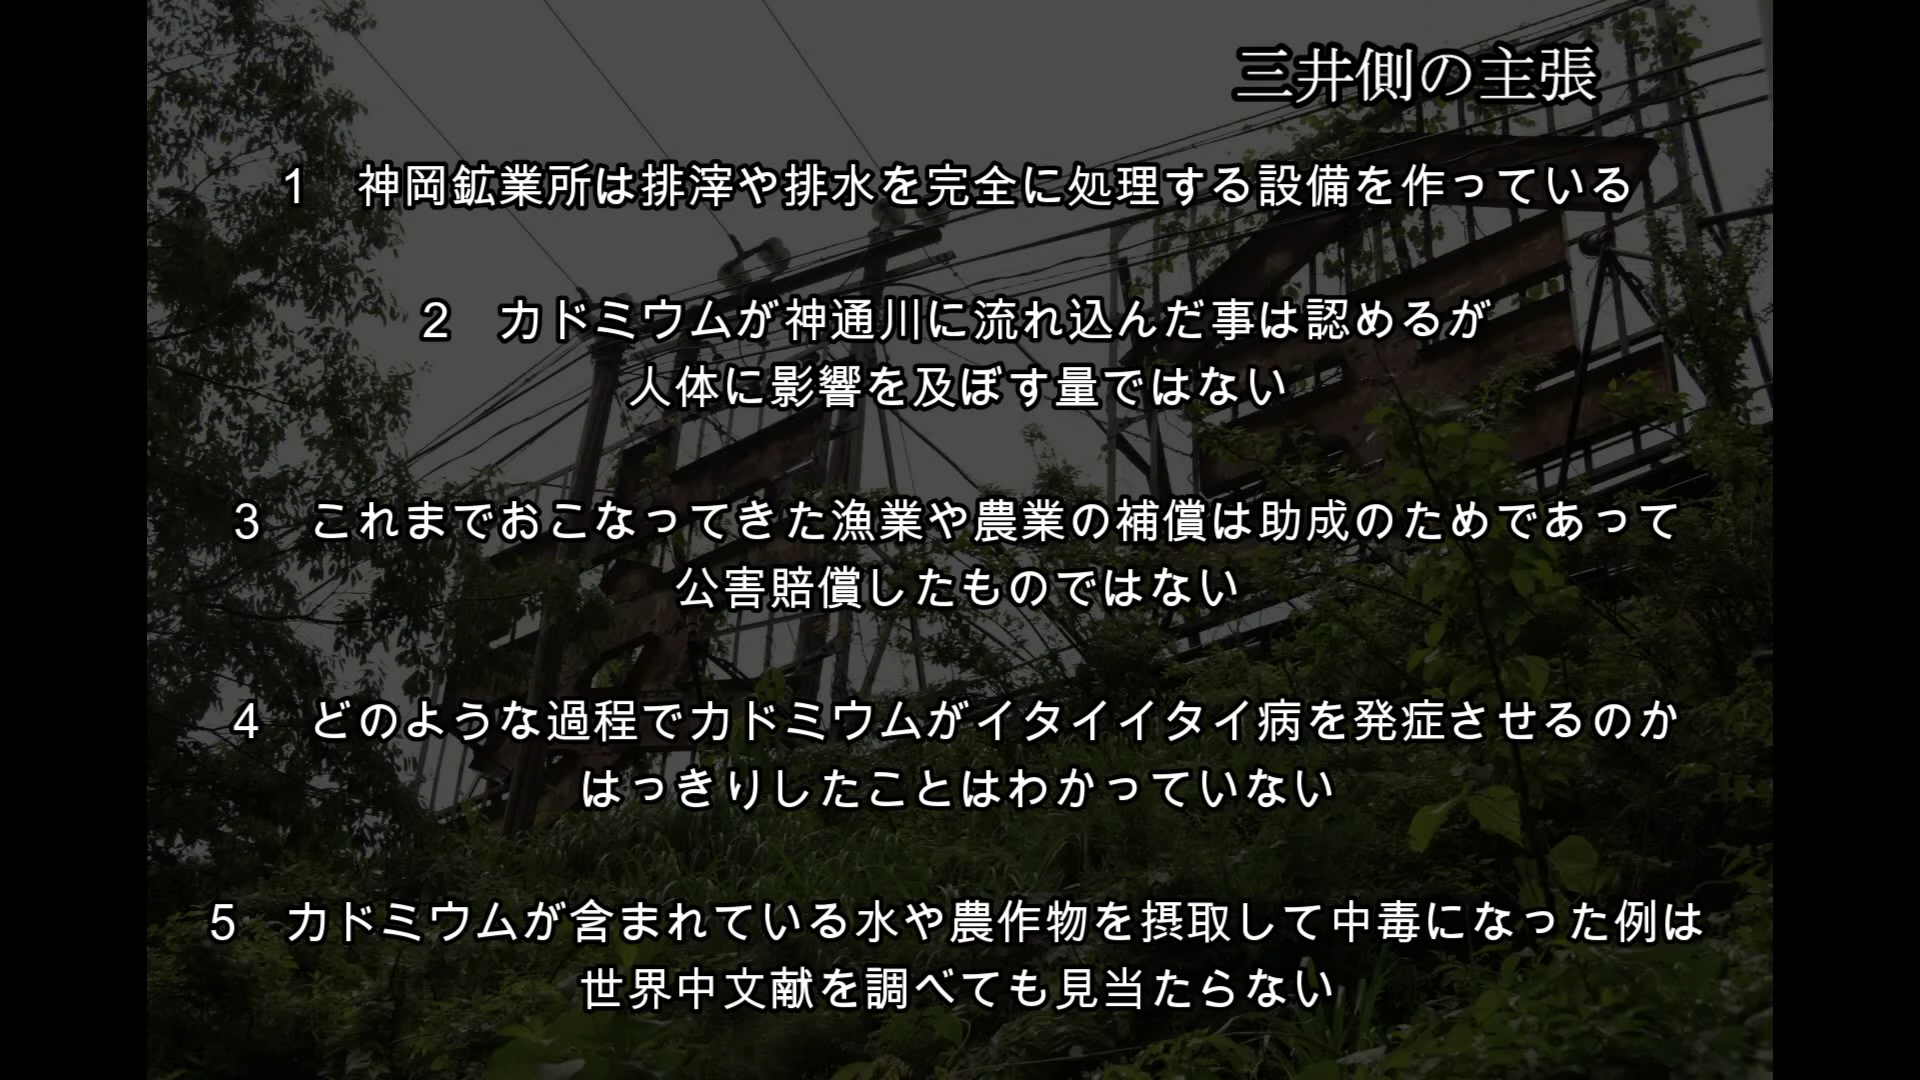 三井側の主張
1　神岡鉱業所は排滓や排水を完全に処理する設備を作っている
2　カドミウムが神通川に流れ込んだ事は認めるが
人体に影響を及ぼす量ではない
3　これまでおこなってきた漁業や農業の補償は助成のためであって
公害賠償したものではない
4　どのような過程でカドミウムがイタイイタイ病を発症させるのか
はっきりしたことはわかっていない
5　カドミウムが含まれている水や農作物を摂取して中毒になった例は
世界中文献を調べても見当たらない